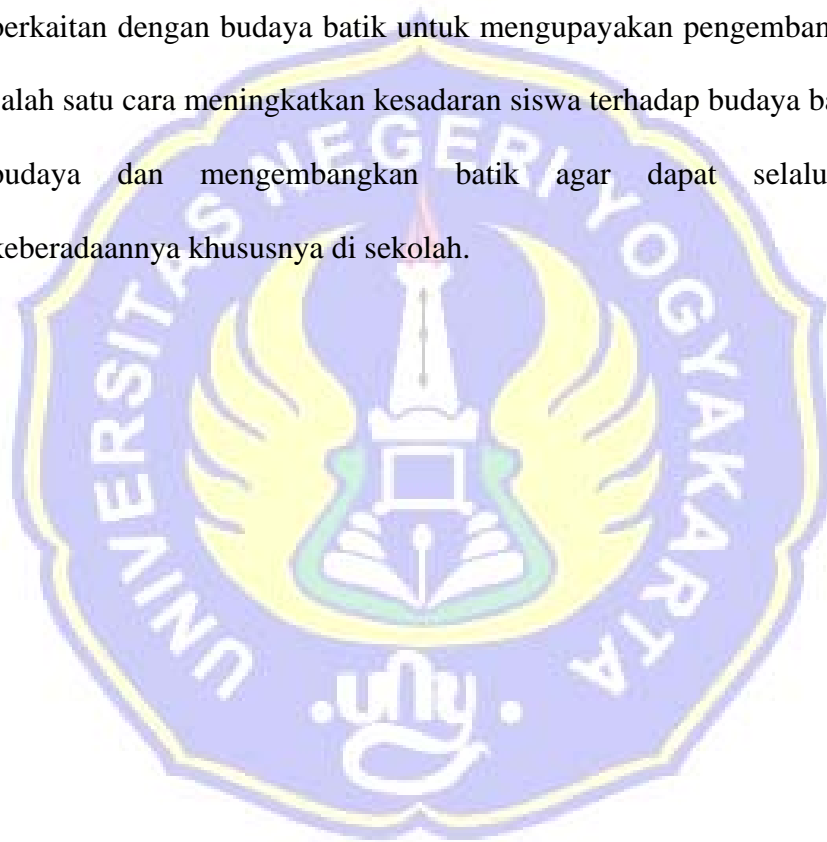 berkaitan dengan budaya batik untuk mengupayakan pengemban
salah satu cara meningkatkan kesadaran siswa terhadap budaya ba
budaya dan mengembangkan batik agar dapat selalu
keberadaannya khususnya di sekolah.
UNIVERSITAS NEGERI YOGYAKARTA
uny